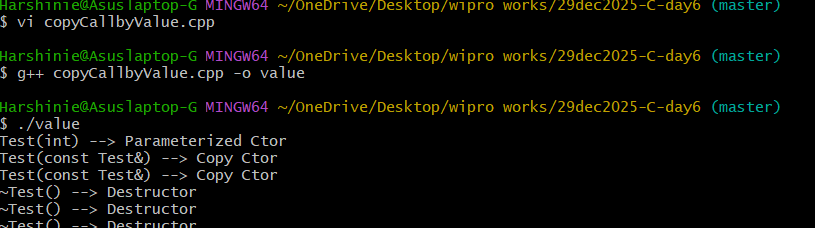 Harshinie@Asuslaptop-G MINGW64 ~/OneDrive/Desktop/wipro works/29dec2025-C-day6 (master)
$ vi copyCallbyValue.cpp
Harshinie@Asuslaptop-G MINGW64 ~/OneDrive/Desktop/wipro works/29dec2025-C-day6 (master)
$ g++ copyCallbyValue.cpp -o value
Harshinie@Asuslaptop-G MINGW64 ~/OneDrive/Desktop/wipro works/29dec2025-C-day6 (master)
$ ./value
Test(int) --> Parameterized Ctor
Test(const Test&) --> Copy Ctor
Test(const Test&) --> Copy Ctor
~Test() --> Destructor
~Test() --> Destructor
~Test() --> Destructor